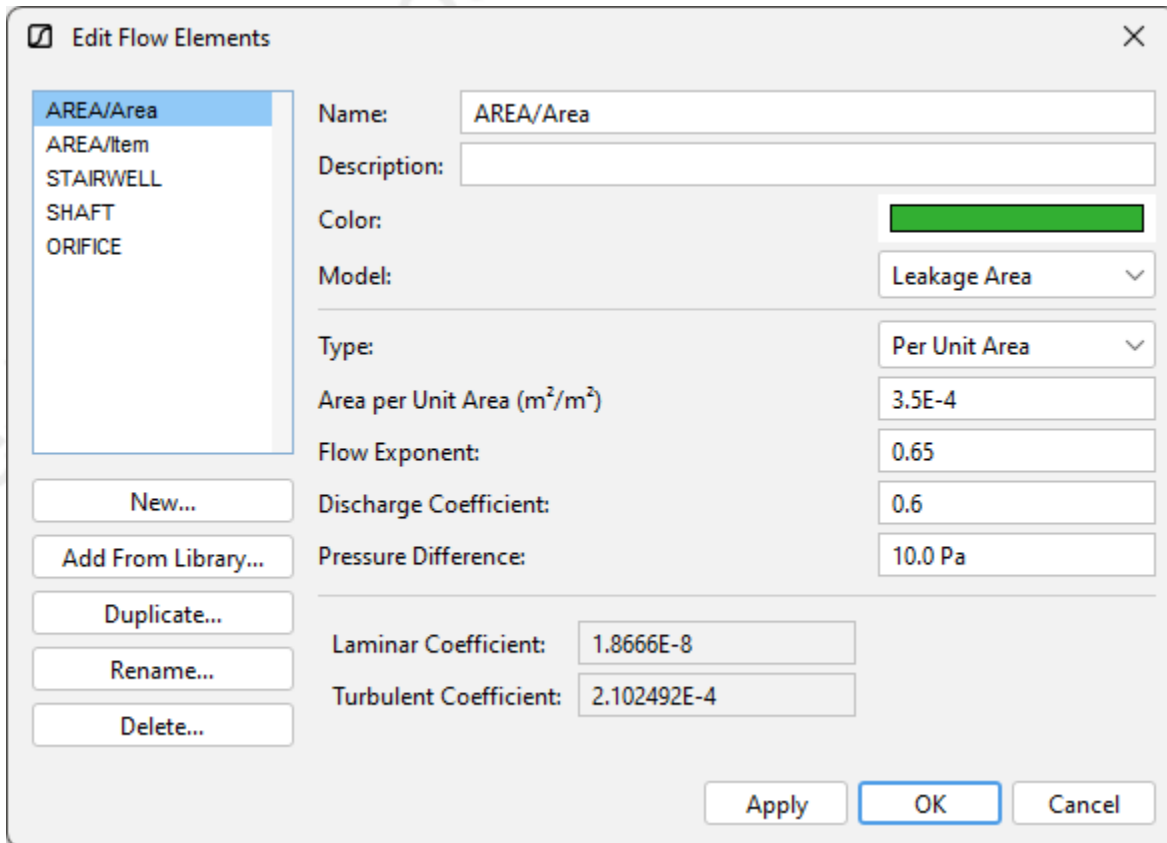 Edit Flow Elements
AREA/Area
AREA/Item
STAIRWELL
SHAFT
ORIFICE
New...
Add From Library...
Duplicate...
Rename...
Delete...
Name: AREA/Area
Description:
Color:
Model: Leakage Area
Type: Per Unit Area
Area per Unit Area (m²/m²) 3.5E-4
Flow Exponent: 0.65
Discharge Coefficient: 0.6
Pressure Difference: 10.0 Pa
Laminar Coefficient: 1.8666E-8
Turbulent Coefficient: 2.102492E-4
Apply OK Cancel